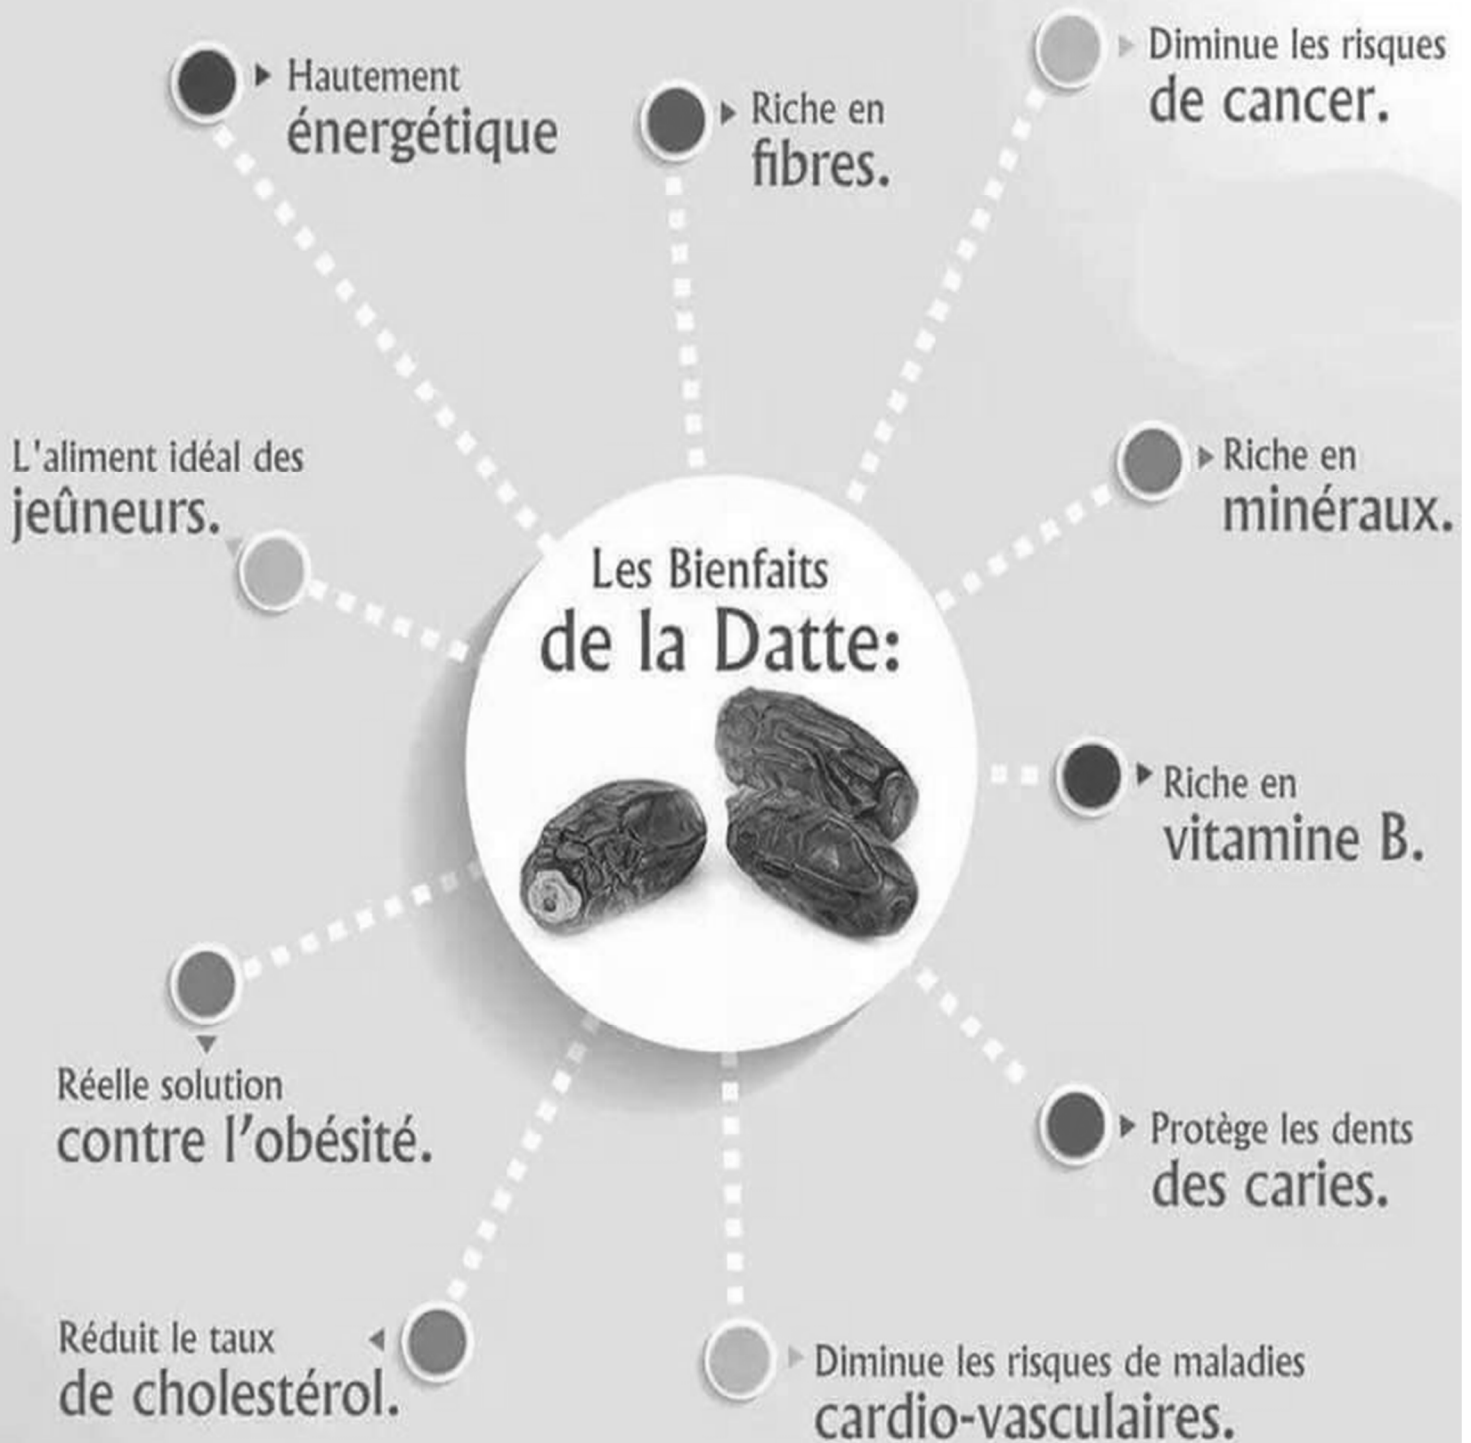 Hautement
énergétique
Riche en
fibres.
Diminue les risques
de cancer.
L'aliment idéal des
jeûneurs.
Riche en
minéraux.
Les Bienfaits
de la Datte:
Riche en
vitamine B.
Réelle solution
contre l'obésité.
Protège les dents
des caries.
Réduit le taux
de cholestérol.
Diminue les risques de maladies
cardio-vasculaires.